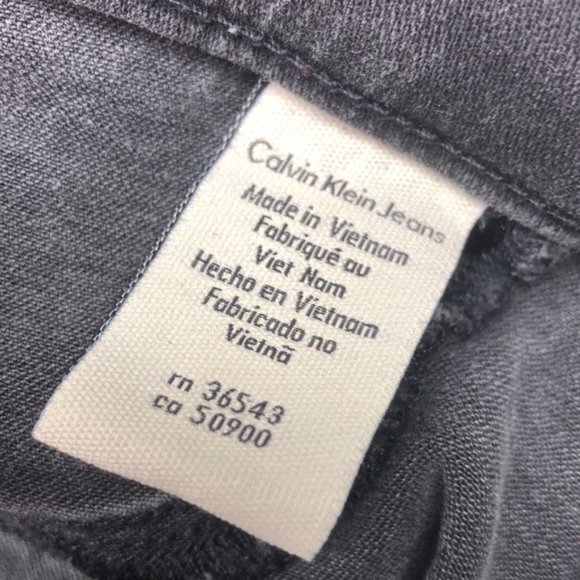 Calvin Klein Jeans
Made in Vietnam
Fabriqué au
Viet Nam
Hecho en Vietnam
Fabricado no
Vietnã
rn 36543
ca 50900